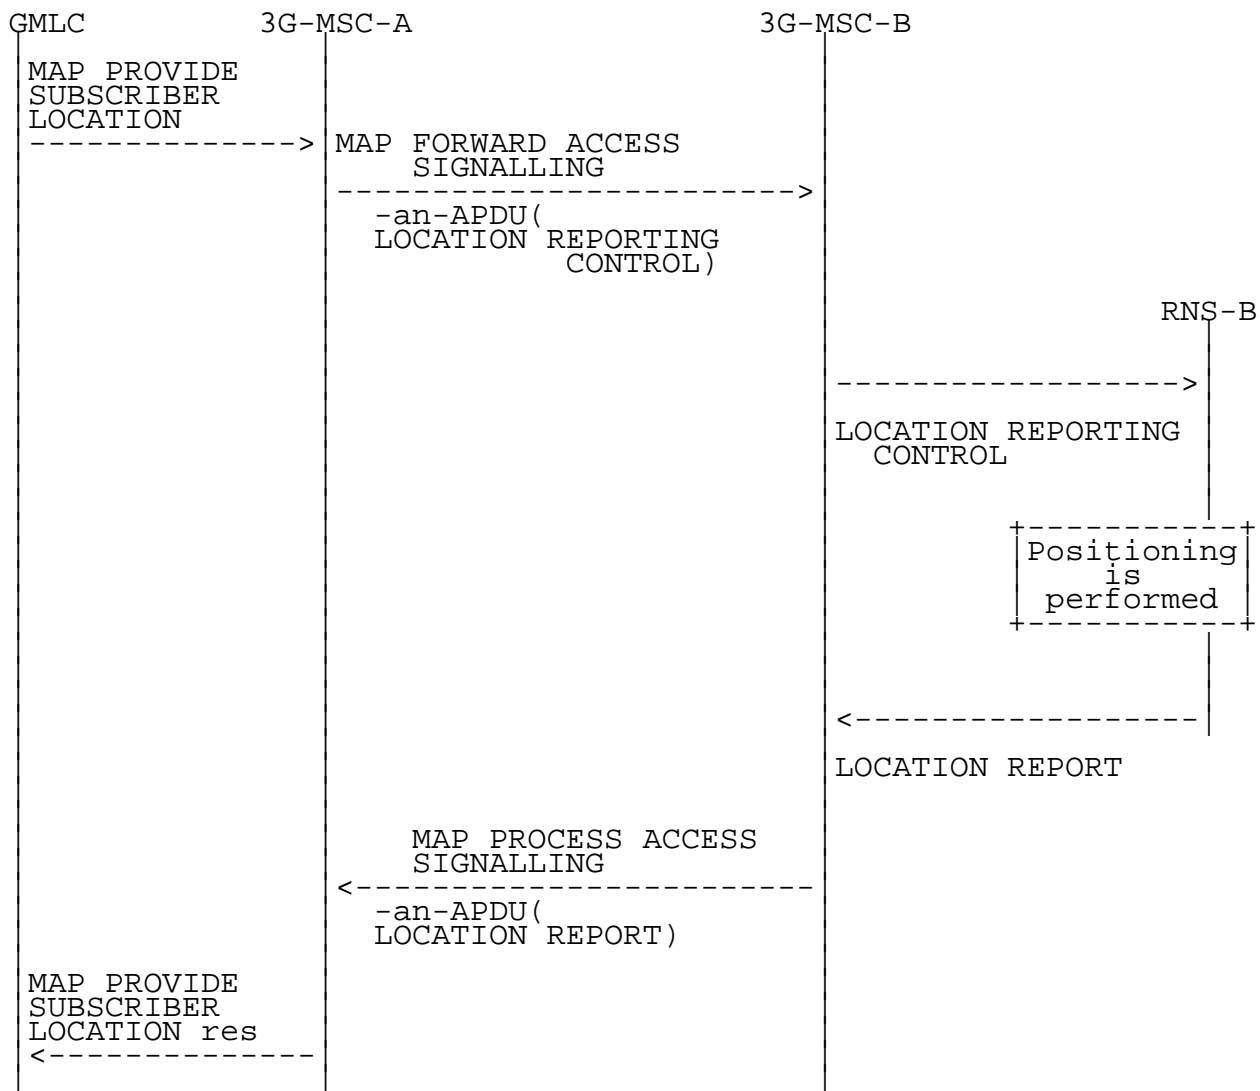 GMLC 3G-MSC-A 3G-MSC-B
MAP PROVIDE
SUBSCRIBER
LOCATION
MAP FORWARD ACCESS
SIGNALLING
-an-APDU(
LOCATION REPORTING
CONTROL)
RNS-B
LOCATION REPORTING
CONTROL
Positioning
is
performed
LOCATION REPORT
MAP PROCESS ACCESS
SIGNALLING
-an-APDU(
LOCATION REPORT)
MAP PROVIDE
SUBSCRIBER
LOCATION res